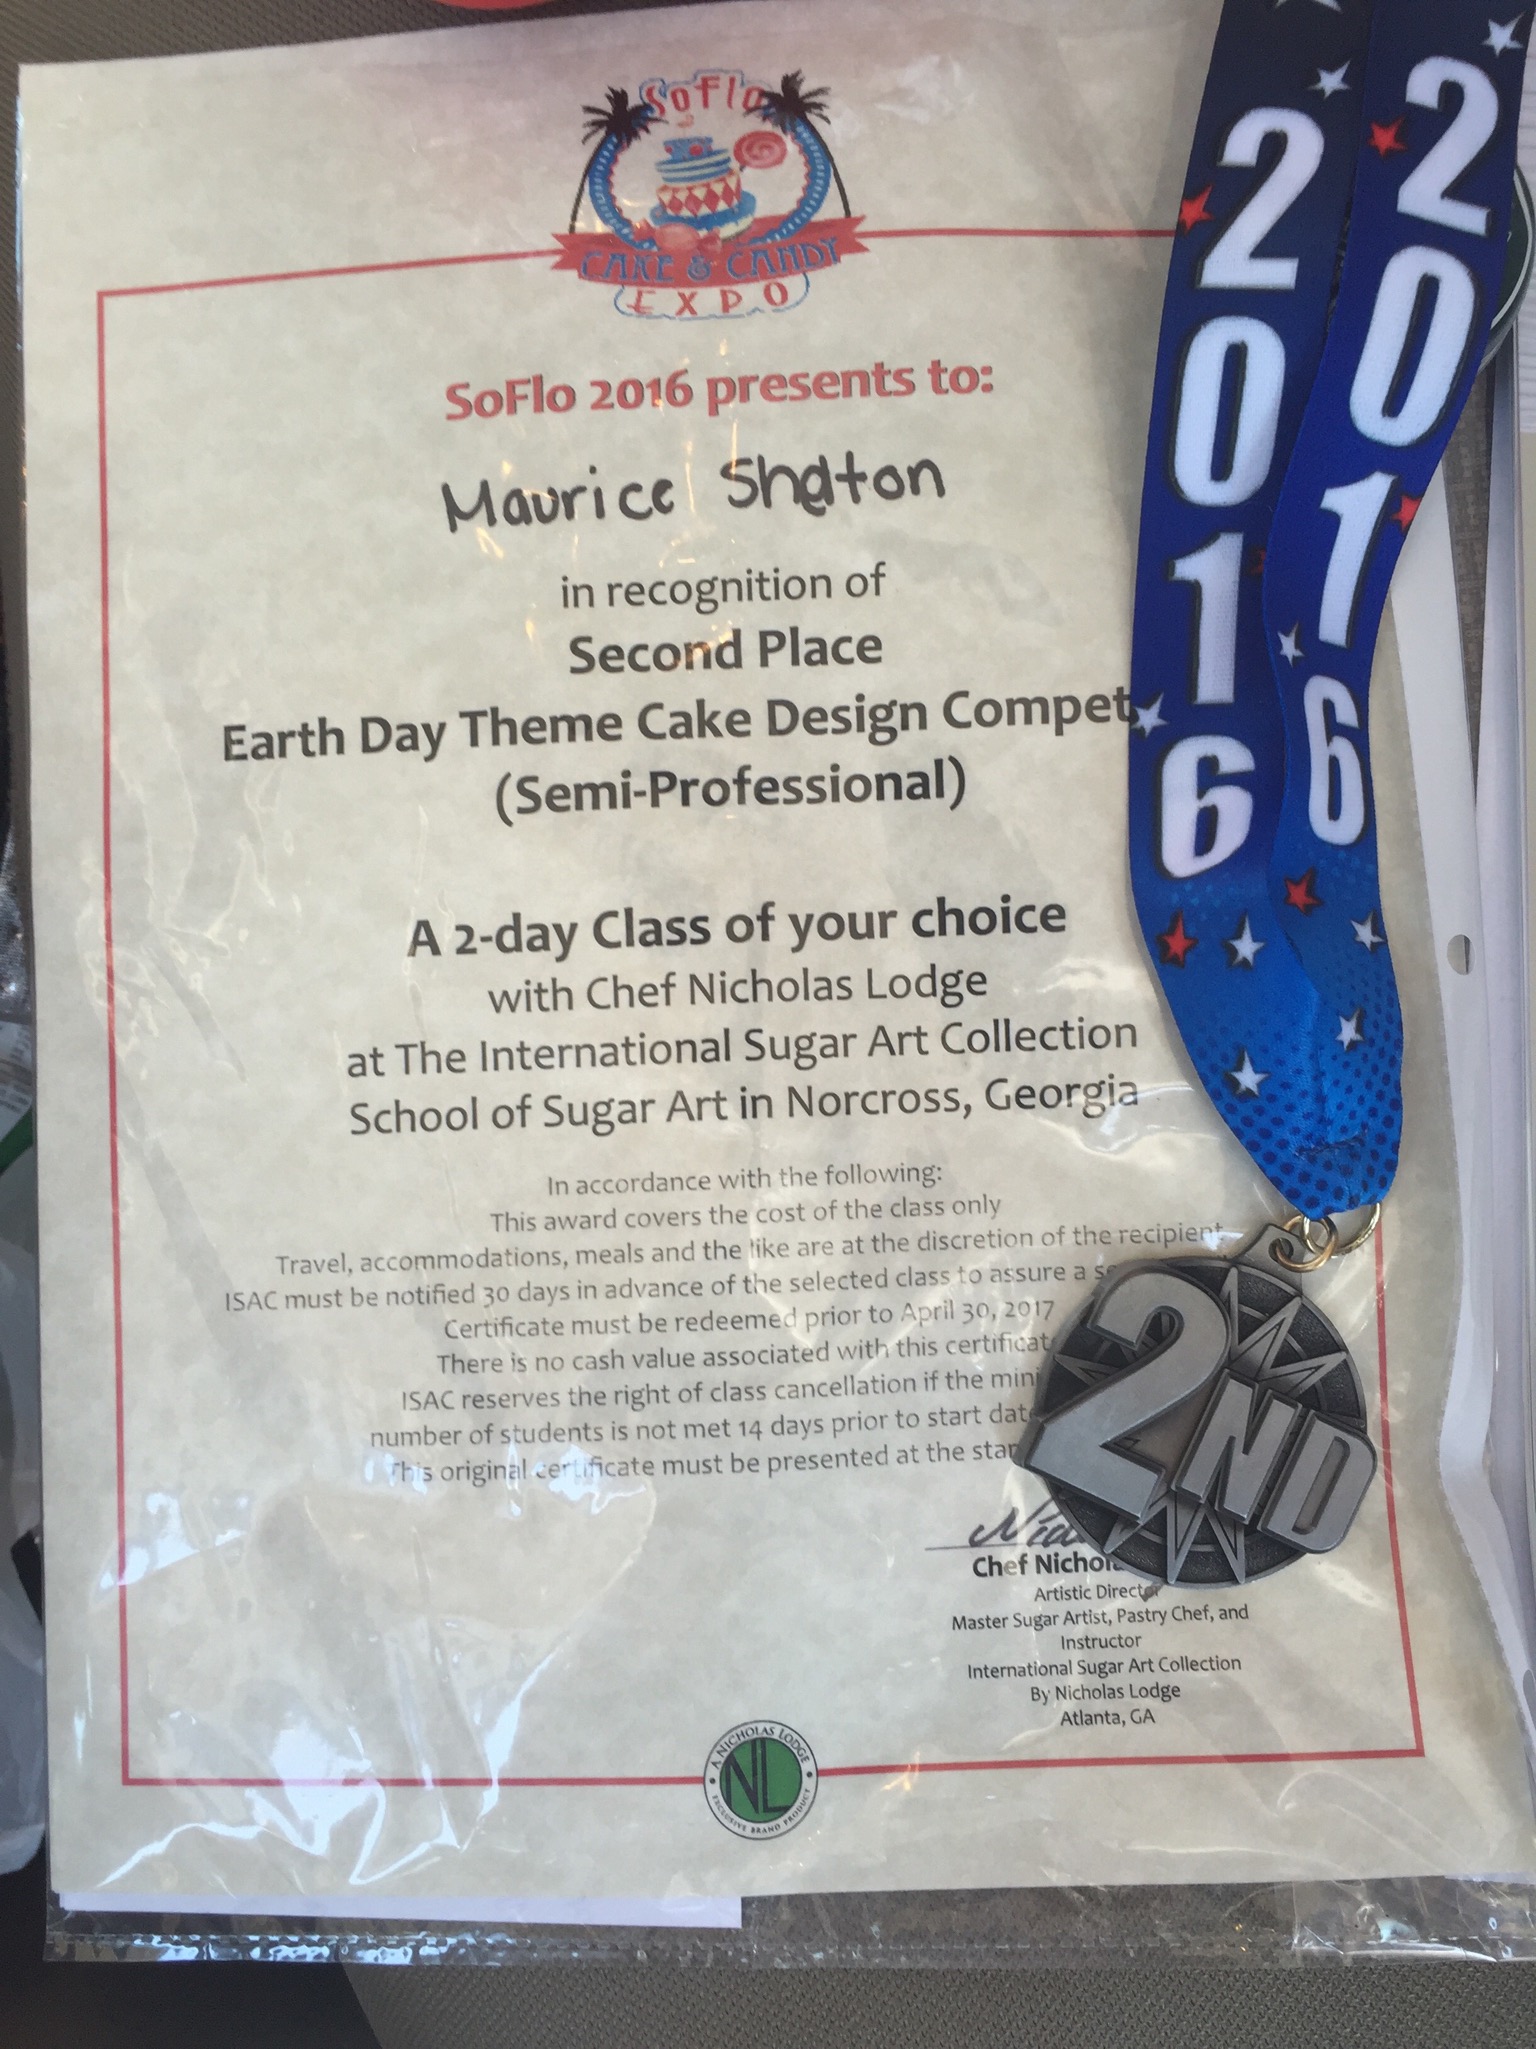 SoFlo
CAKE & CANDY
EXPO
SoFlo 2016 presents to:
Maurice Shaton
in recognition of
Second Place
Earth Day Theme Cake Design Compet
(Semi-Professional)
A 2-day Class of your choice
with Chef Nicholas Lodge
at The International Sugar Art Collection
School of Sugar Art in Norcross, Georgia
In accordance with the following:
This award covers the cost of the class only
Travel, accommodations, meals and the like are at the discretion of the recipient
ISAC must be notified 30 days in advance of the selected class to assure a
Certificate must be redeemed prior to April 30, 2017
There is no cash value associated with this certificat
ISAC reserves the right of class cancellation if the mini
number of students is not met 14 days prior to start date
This original certificate must be presented at the star
Chef Nichol
Artistic Director
Master Sugar Artist, Pastry Chef, and
Instructor
International Sugar Art Collection
By Nicholas Lodge
Atlanta, GA
A NICHOLAS LODGE
NL
EXCLUSIVE BRAND PRODUCT
2016
2016
2ND